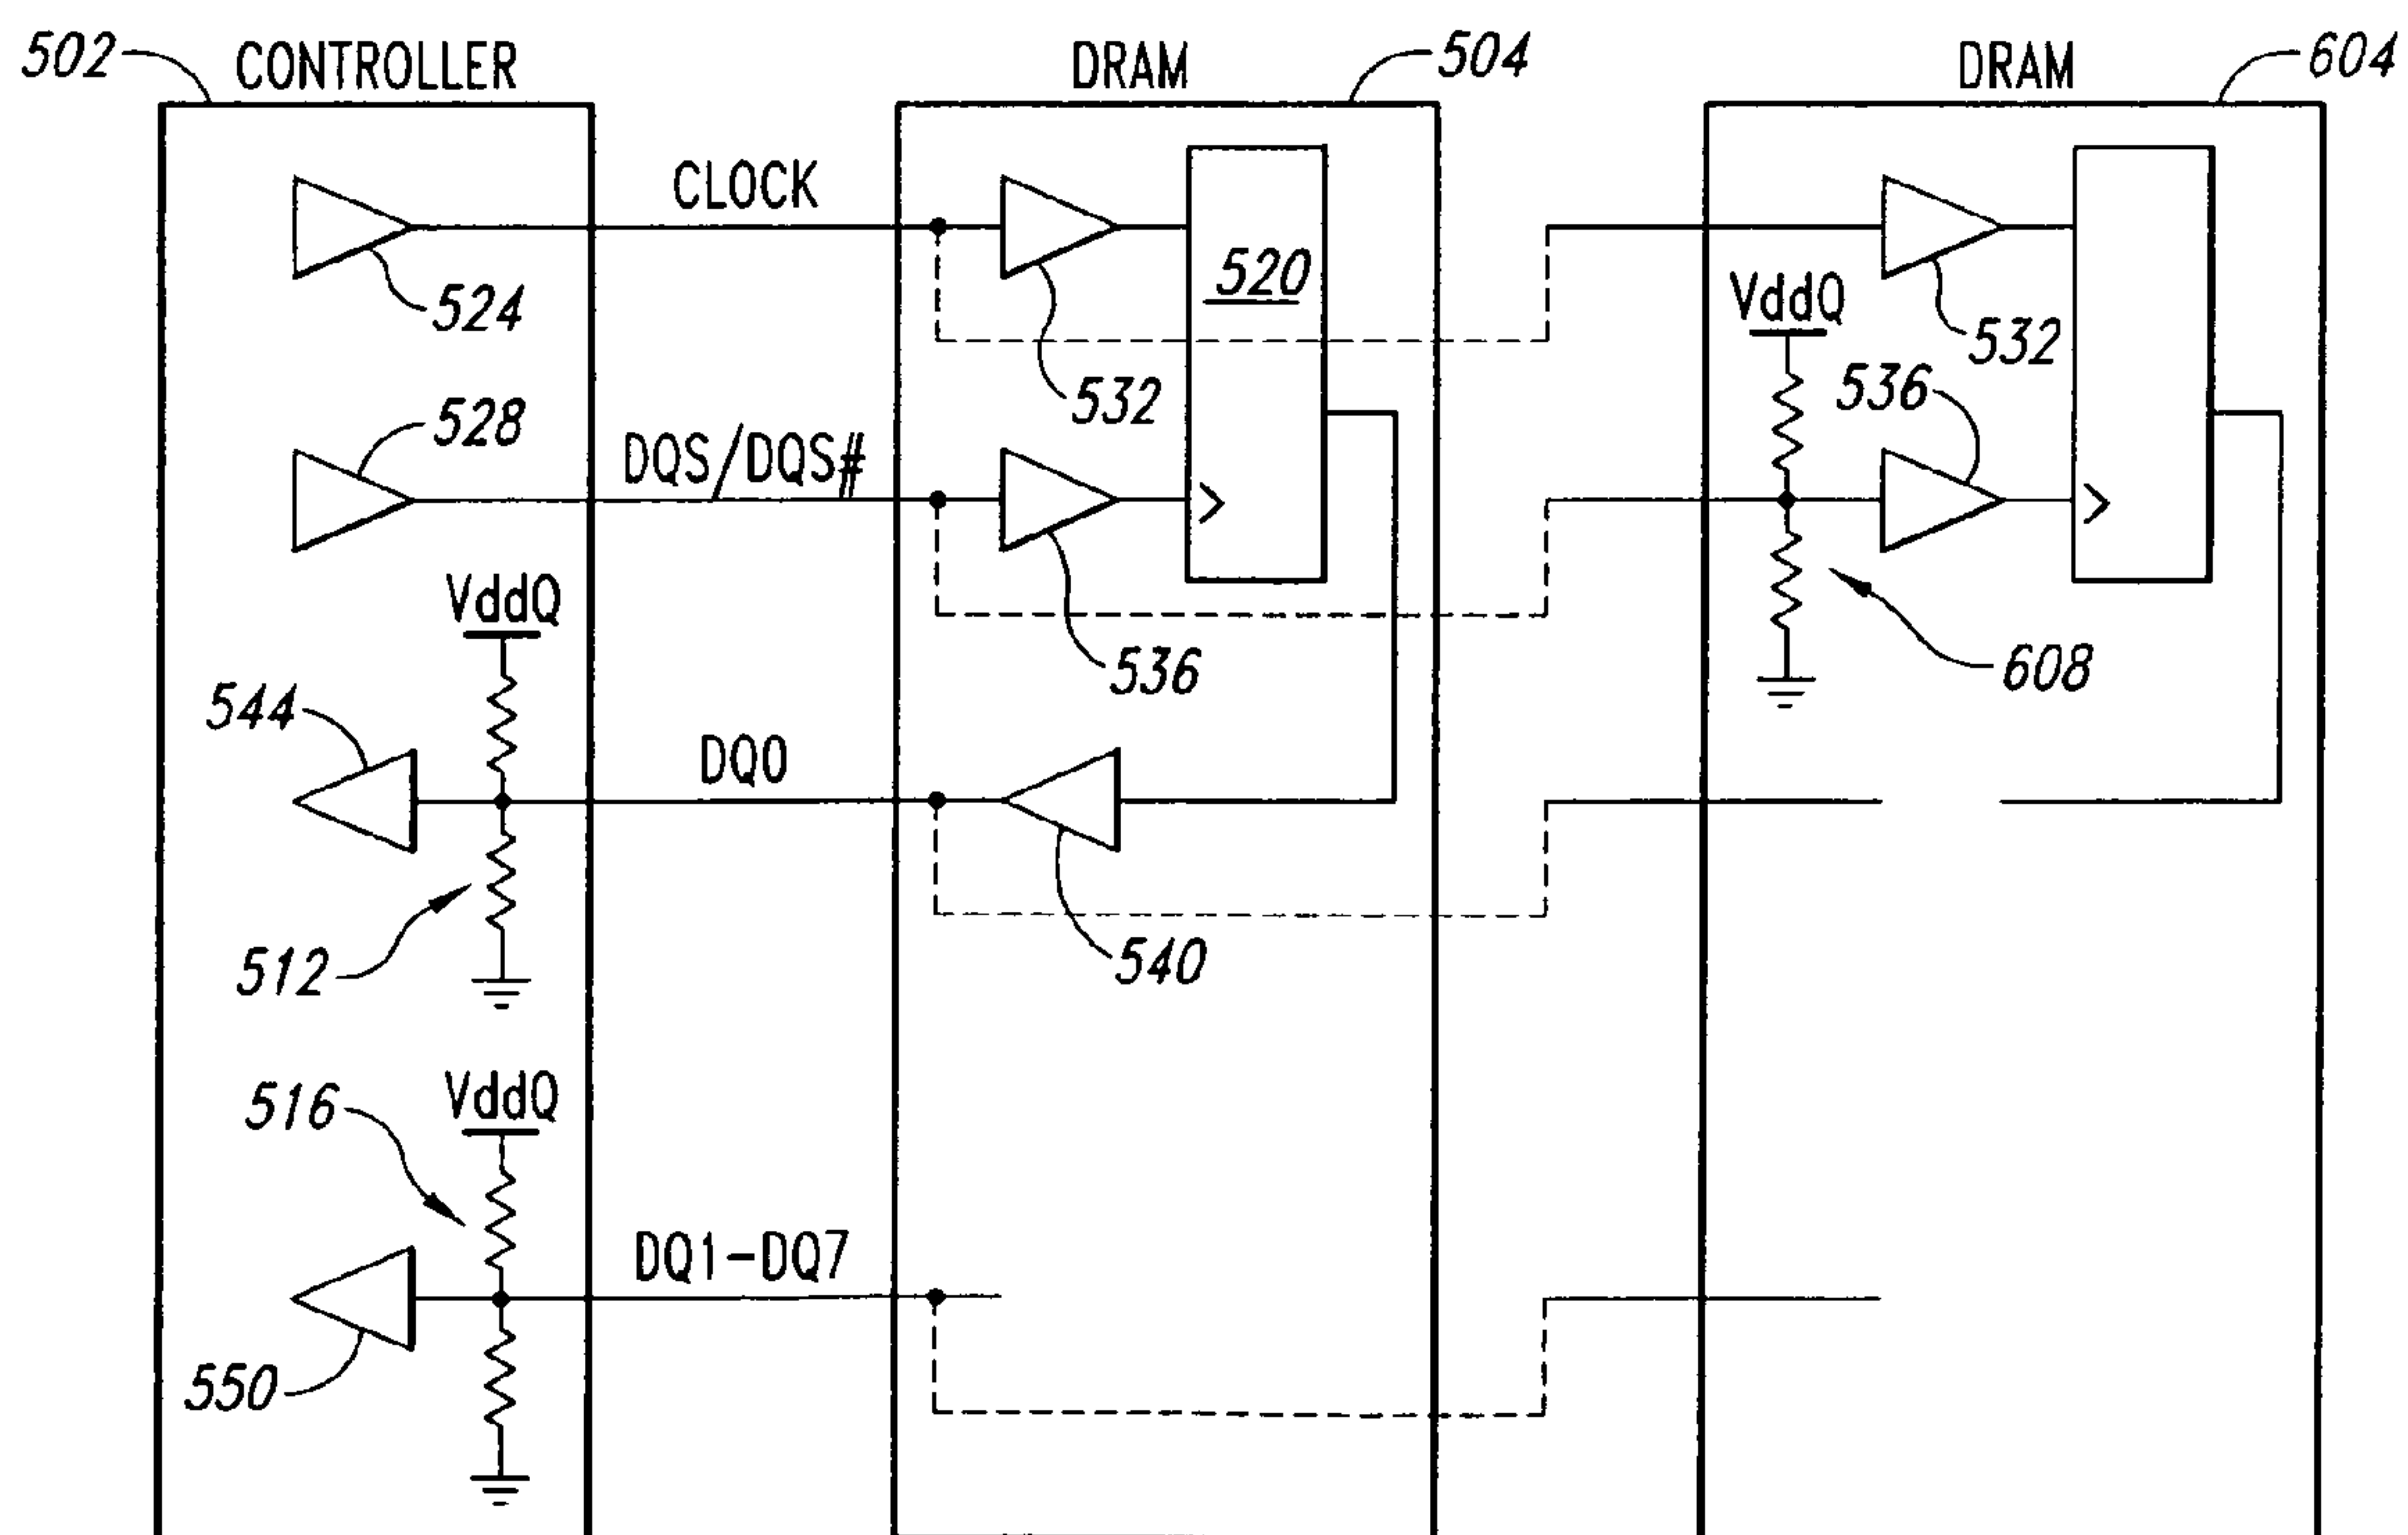 502
CONTROLLER
DRAM
504
DRAM
604
CLOCK
524
532
520
VddQ
532
528
DQS/DQS#
536
536
VddQ
608
544
DQ0
512
540
516
VddQ
DQ1-DQ7
550